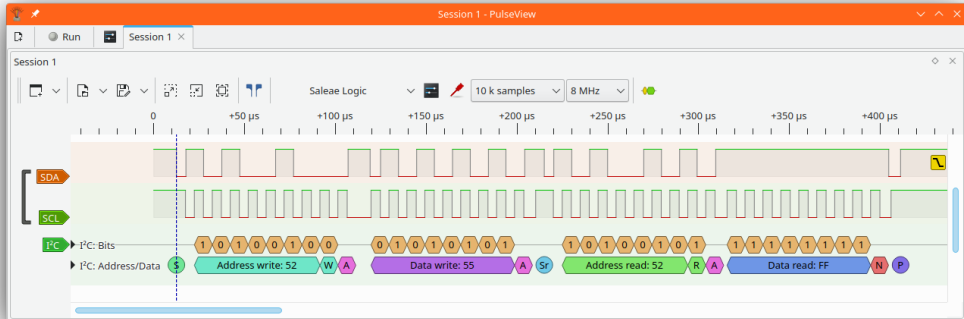 Session 1 - PulseView
Run
Session 1
Session 1
Saleae Logic
10 k samples
8 MHz
0 +50 µs +100 µs +150 µs +200 µs +250 µs +300 µs +350 µs +400 µs
SDA
SCL
I²C I²C: Bits 1 0 1 0 0 1 0 0 0 1 0 1 0 1 0 1 1 0 1 0 0 1 0 1 1 1 1 1 1 1 1 1
I²C: Address/Data S Address write: 52 W A Data write: 55 A Sr Address read: 52 R A Data read: FF N P